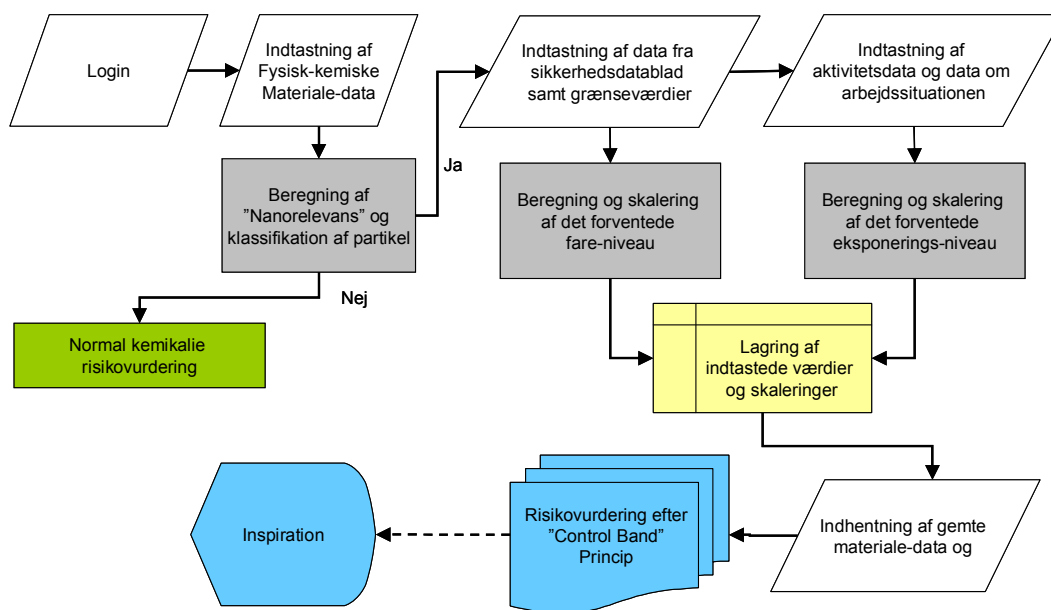 Login
Indtastning af
Fysisk-kemiske
Materiale-data
Indtastning af data fra
sikkerhedsdatablad
samt grænseværdier
Indtastning af
aktivitetsdata og data om
arbejdssituationen
Ja
Beregning af
”Nanorelevans” og
klassifikation af partikel
Beregning og skalering
af det forventede
fare-niveau
Beregning og skalering
af det forventede
eksponerings-niveau
Nej
Normal kemikalie
risikovurdering
Lagring af
indtastede værdier
og skaleringer
Inspiration
Risikovurdering efter
”Control Band”
Princip
Indhentning af gemte
materiale-data og